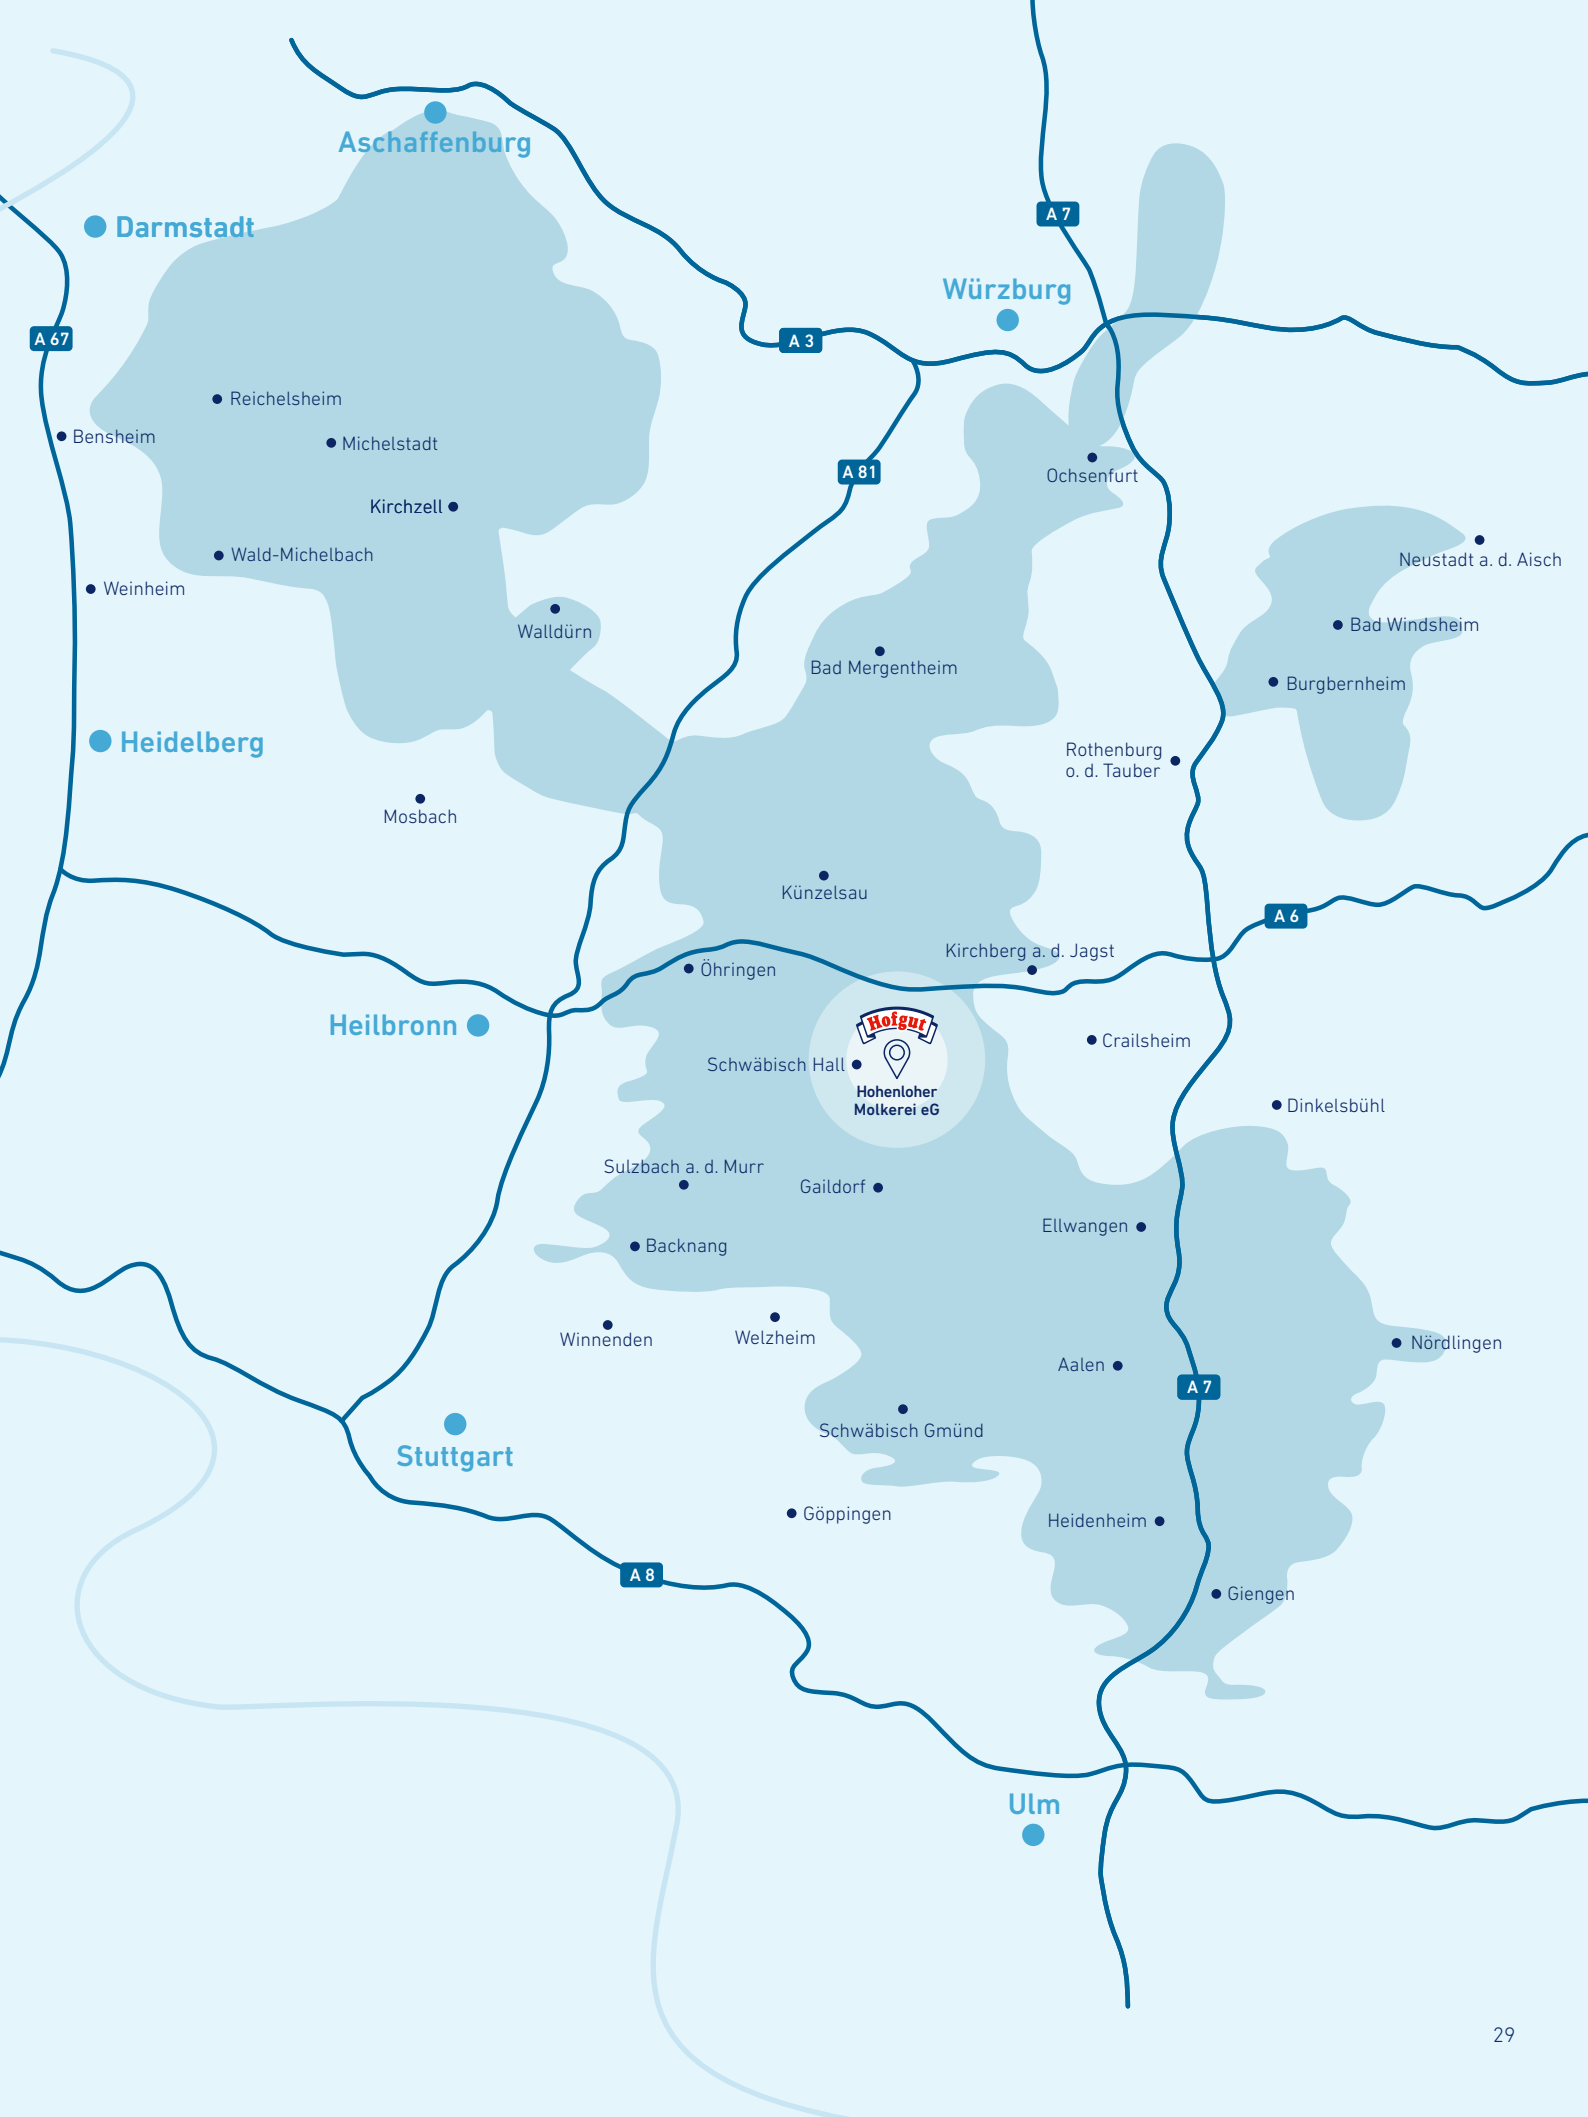 Aschaffenburg
A 7
Darmstadt
Würzburg
A 67
A 3
Reichelsheim
Bensheim
Michelstadt
A 81
Ochsenfurt
Kirchzell
Wald-Michelbach
Neustadt a. d. Aisch
Weinheim
Walldürn
Bad Windsheim
Bad Mergentheim
Burgbernheim
Heidelberg
Rothenburg
o. d. Tauber
Mosbach
Künzelsau
A 6
Kirchberg a. d. Jagst
Öhringen
Heilbronn
Hofgut
Crailsheim
Schwäbisch Hall
Hohenloher
Molkerei eG
Dinkelsbühl
Sulzbach a. d. Murr
Gaildorf
Ellwangen
Backnang
Winnenden
Welzheim
Nördlingen
Aalen
A 7
Schwäbisch Gmünd
Stuttgart
Göppingen
Heidenheim
A 8
Giengen
Ulm
29